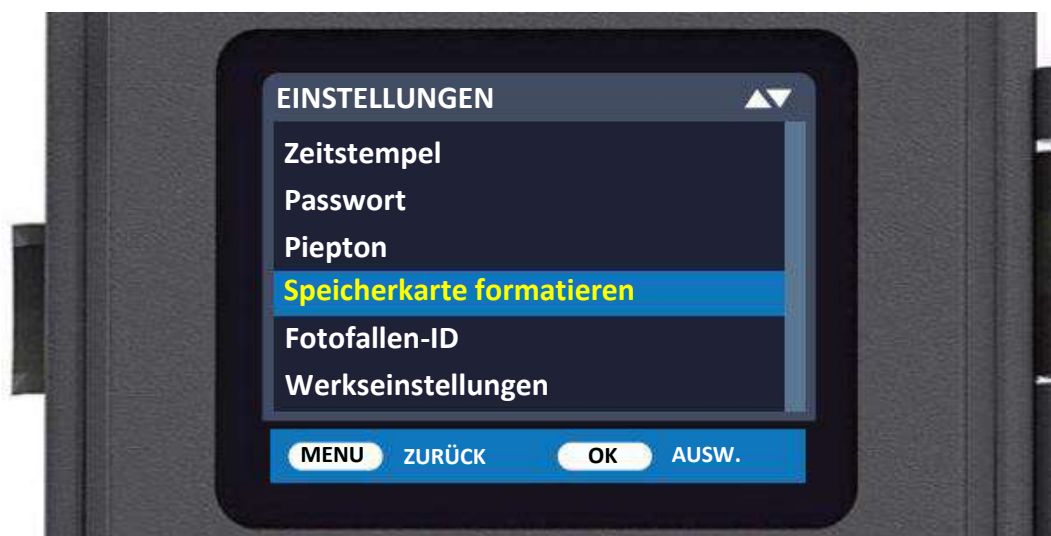 EINSTELLUNGEN
Zeitstempel
Passwort
Piepton
Speicherkarte formatieren
Fotofallen-ID
Werkseinstellungen
MENU ZURÜCK OK AUSW.